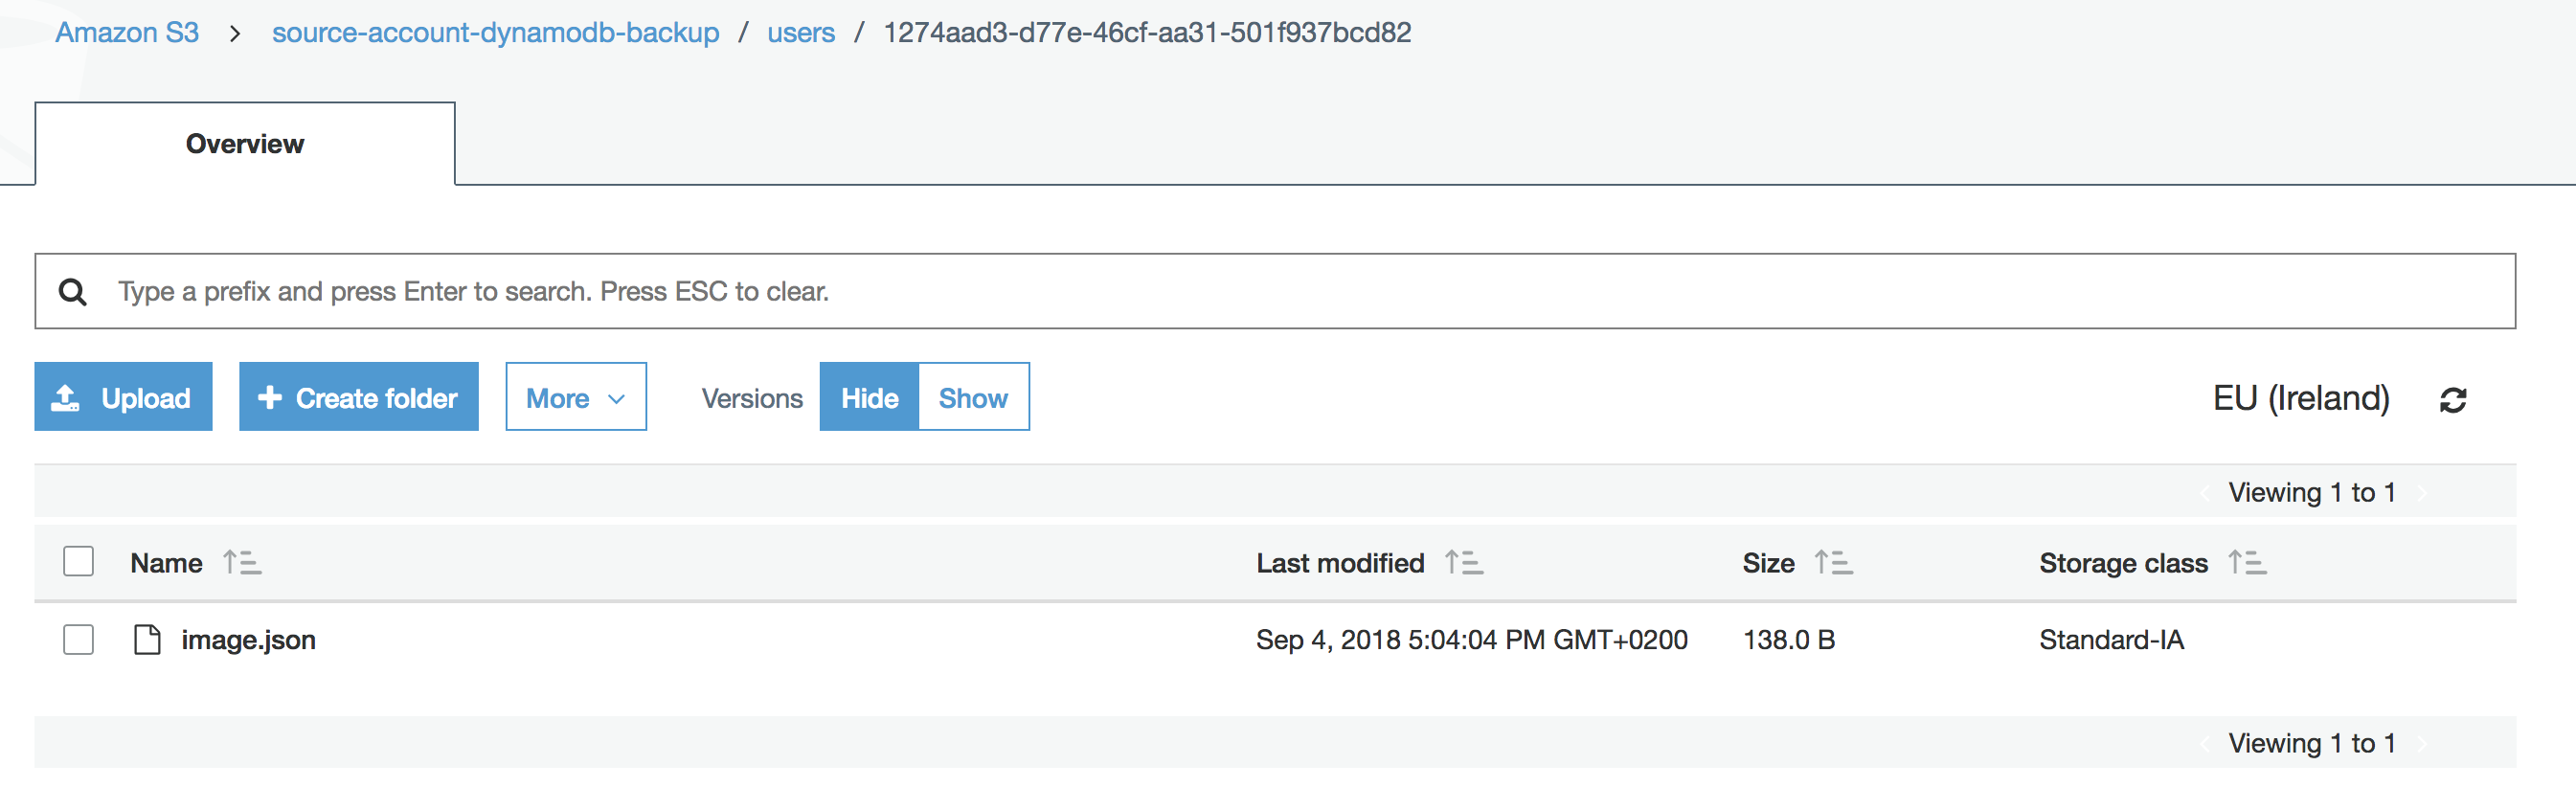 Amazon S3 > source-account-dynamodb-backup / users / 1274aad3-d77e-46cf-aa31-501f937bcd82
Overview
Type a prefix and press Enter to search. Press ESC to clear.
Upload + Create folder More Versions Hide Show EU (Ireland)
Viewing 1 to 1
Name Last modified Size Storage class
image.json Sep 4, 2018 5:04:04 PM GMT+0200 138.0 B Standard-IA
Viewing 1 to 1